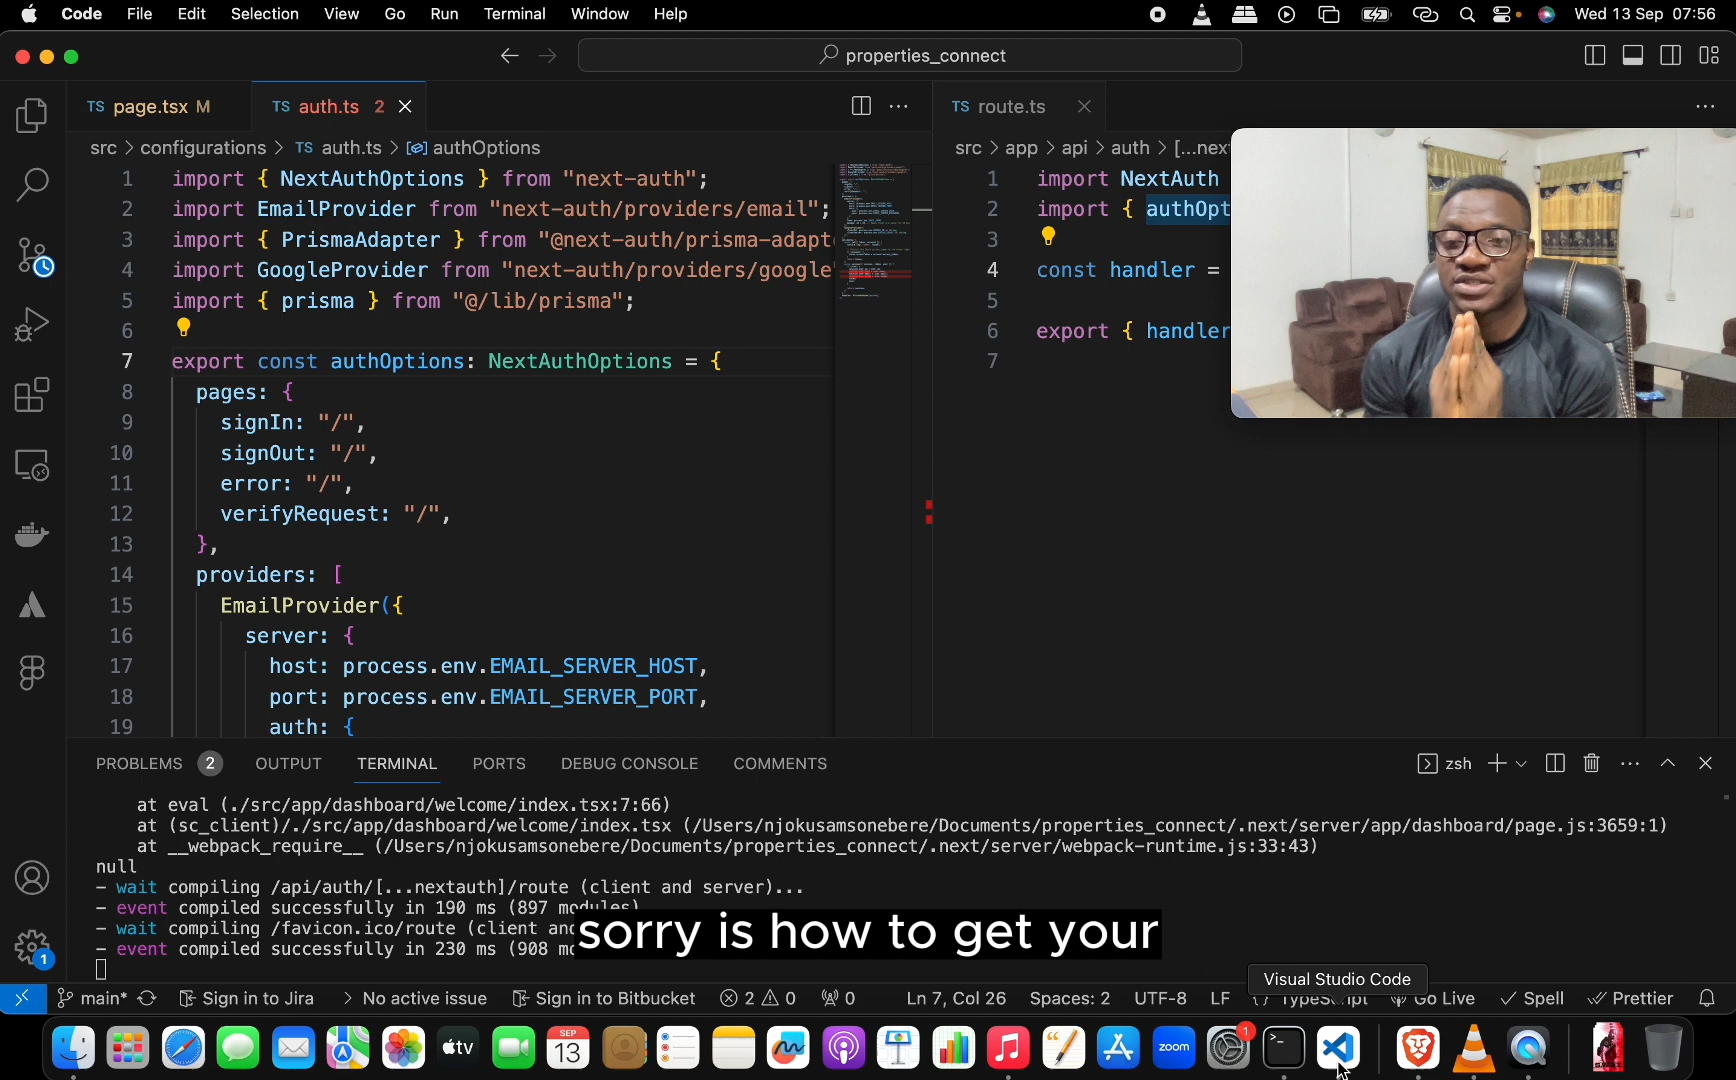 Code File Edit Selection View Go Run Terminal Window Help Wed 13 Sep 07:56
properties_connect
TS page.tsx M TS auth.ts 2 TS route.ts
src > configurations > TS auth.ts > authOptions
src > app > api > auth >
1 import { NextAuthOptions } from "next-auth";
2 import EmailProvider from "next-auth/providers/email";
3 import { PrismaAdapter } from "@next-auth/prisma-adapt
4 import GoogleProvider from "next-auth/providers/google"
5 import { prisma } from "@/lib/prisma";
6
7 export const authOptions: NextAuthOptions = {
8 pages: {
9 signIn: "/",
10 signOut: "/",
11 error: "/",
12 verifyRequest: "/",
13 },
14 providers: [
15 EmailProvider({
16 server: {
17 host: process.env.EMAIL_SERVER_HOST,
18 port: process.env.EMAIL_SERVER_PORT,
19 auth: {
1 import NextAuth
2 import { authOpt
3
4 const handler =
5
6 export { handler
7
PROBLEMS 2 OUTPUT TERMINAL PORTS DEBUG CONSOLE COMMENTS zsh
at eval (./src/app/dashboard/welcome/index.tsx:7:66)
at (sc_client)/./src/app/dashboard/welcome/index.tsx (/Users/njokusamsonebere/Documents/properties_connect/.next/server/app/dashboard/page.js:3659:1)
at __webpack_require__ (/Users/njokusamsonebere/Documents/properties_connect/.next/server/webpack-runtime.js:33:43)
null
- wait compiling /api/auth/[...nextauth]/route (client and server)...
- event compiled successfully in 190 ms (897 modules)
- wait compiling /favicon.ico/route (client
- event compiled successfully in 230 ms (908
sorry is how to get your
Visual Studio Code
1
main* Sign in to Jira No active issue Sign in to Bitbucket 2 0 0 Ln 7, Col 26 Spaces: 2 UTF-8 LF {} TypeScript Go Live Spell Prettier
tv SEP 13 zoom 1